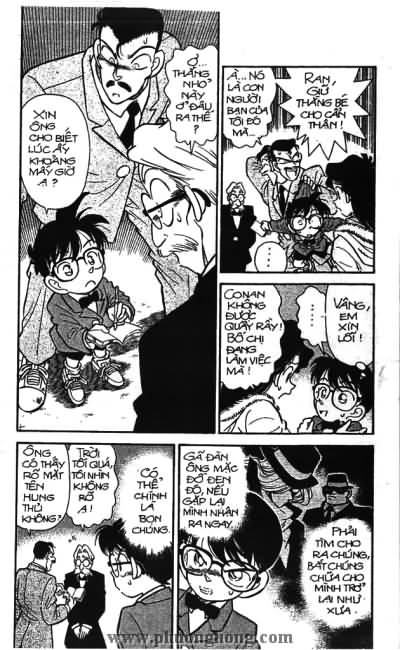 XIN
ÔNG
CHO BIẾT
LÚC ẤY
KHOẢNG
MẤY GIỜ
Ạ ?
Ơ...
THẰNG
NHỎ
NÀY
Ở ĐÂU
RA THẾ
?
À... NÓ
LÀ CON
NGƯỜI
BẠN CỦA
TÔI ĐÓ
MÀ...
RAN,
GIỮ
THẰNG BÉ
CHO CẨN
THẬN !
CONAN
KHÔNG
ĐƯỢC
QUẤY RẦY !
BỐ CHỊ
ĐANG
LÀM VIỆC
MÀ !
VÂNG,
EM
XIN
LỖI !
ÔNG
CÓ THẤY
RÕ MẶT
TÊN
HUNG
THỦ
KHÔNG?
TRỜI
TỐI QUÁ,
TÔI NHÌN
KHÔNG
RÕ
Ạ !
CÓ
THỂ
CHÍNH
LÀ
BỌN
CHÚNG.
GÃ ĐÀN
ÔNG MẶC
ĐỒ ĐEN
ĐÓ, NẾU
GẶP LẠI
MÌNH NHẬN
RA NGAY.
PHẢI
TÌM CHO
RA CHÚNG,
BẮT CHÚNG
CHỮA CHO
MÌNH TRỞ
LẠI NHƯ
XƯA.
www.phuonghong.com